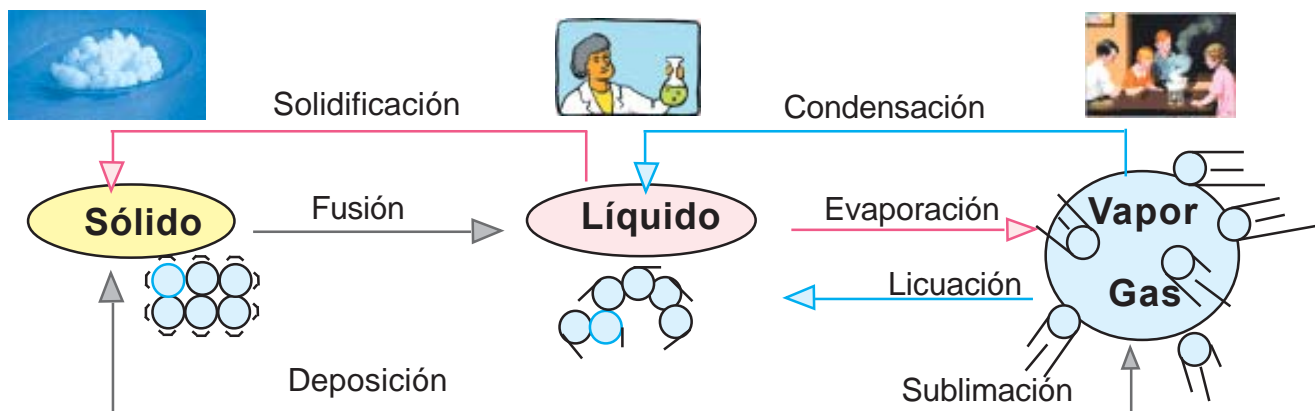 Solidificación
Condensación
Sólido
Fusión
Líquido
Evaporación
Vapor
Licuación
Gas
Deposición
Sublimación